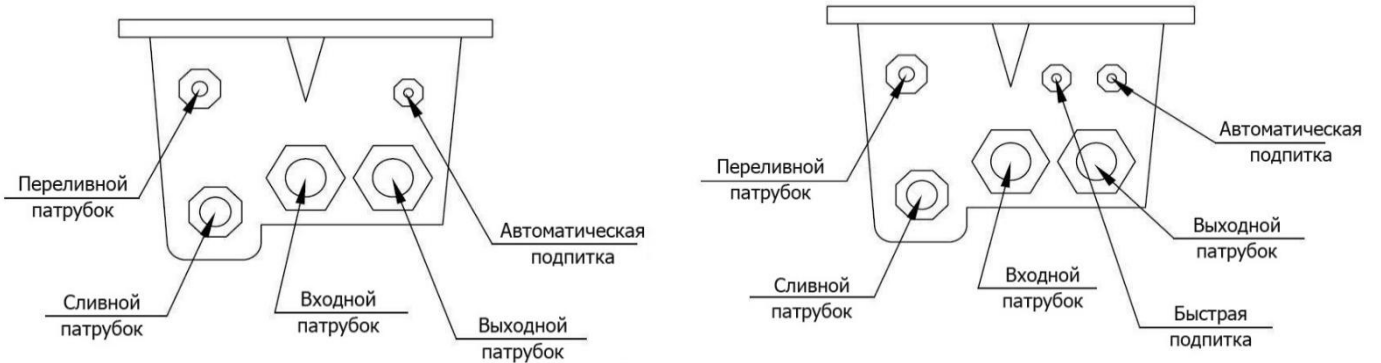 Переливной
патрубок
Автоматическая
подпитка
Сливной
патрубок
Входной
патрубок
Выходной
патрубок
Автоматическая
подпитка
Переливной
патрубок
Выходной
патрубок
Сливной
патрубок
Входной
патрубок
Быстрая
подпитка